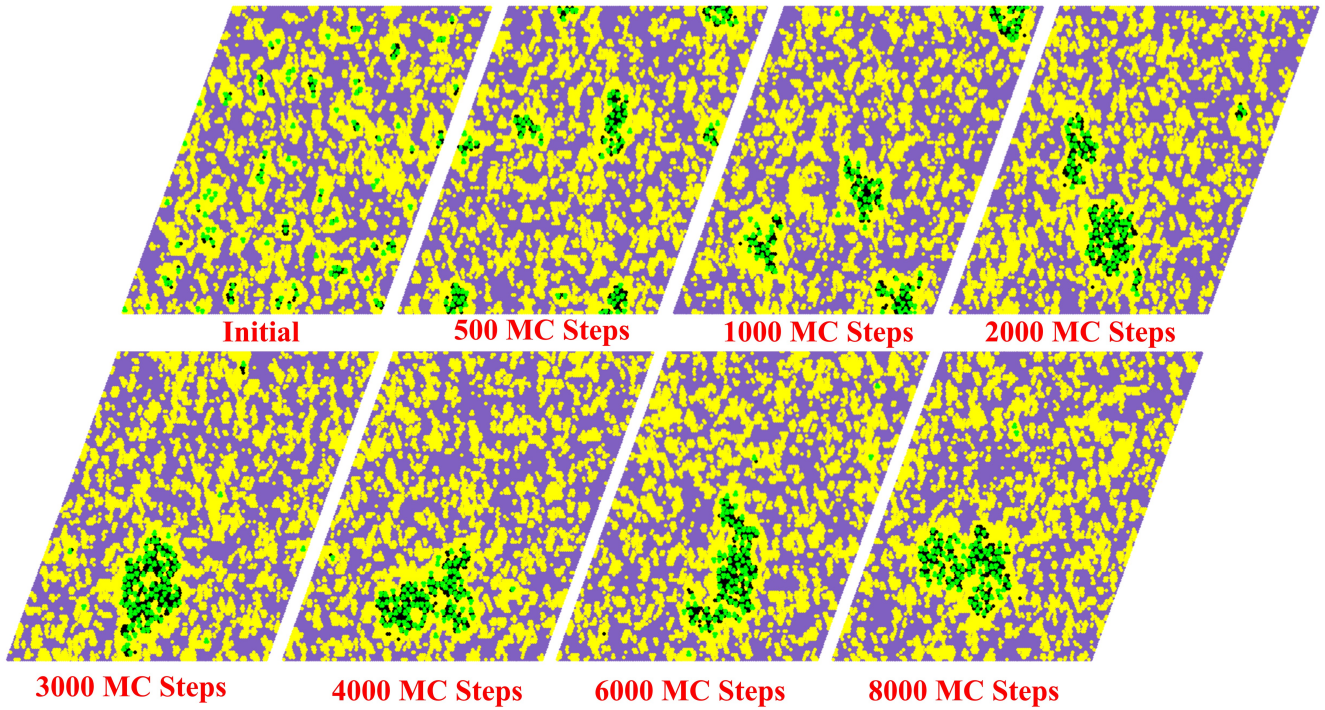 Initial
500 MC Steps
1000 MC Steps
2000 MC Steps
3000 MC Steps
4000 MC Steps
6000 MC Steps
8000 MC Steps